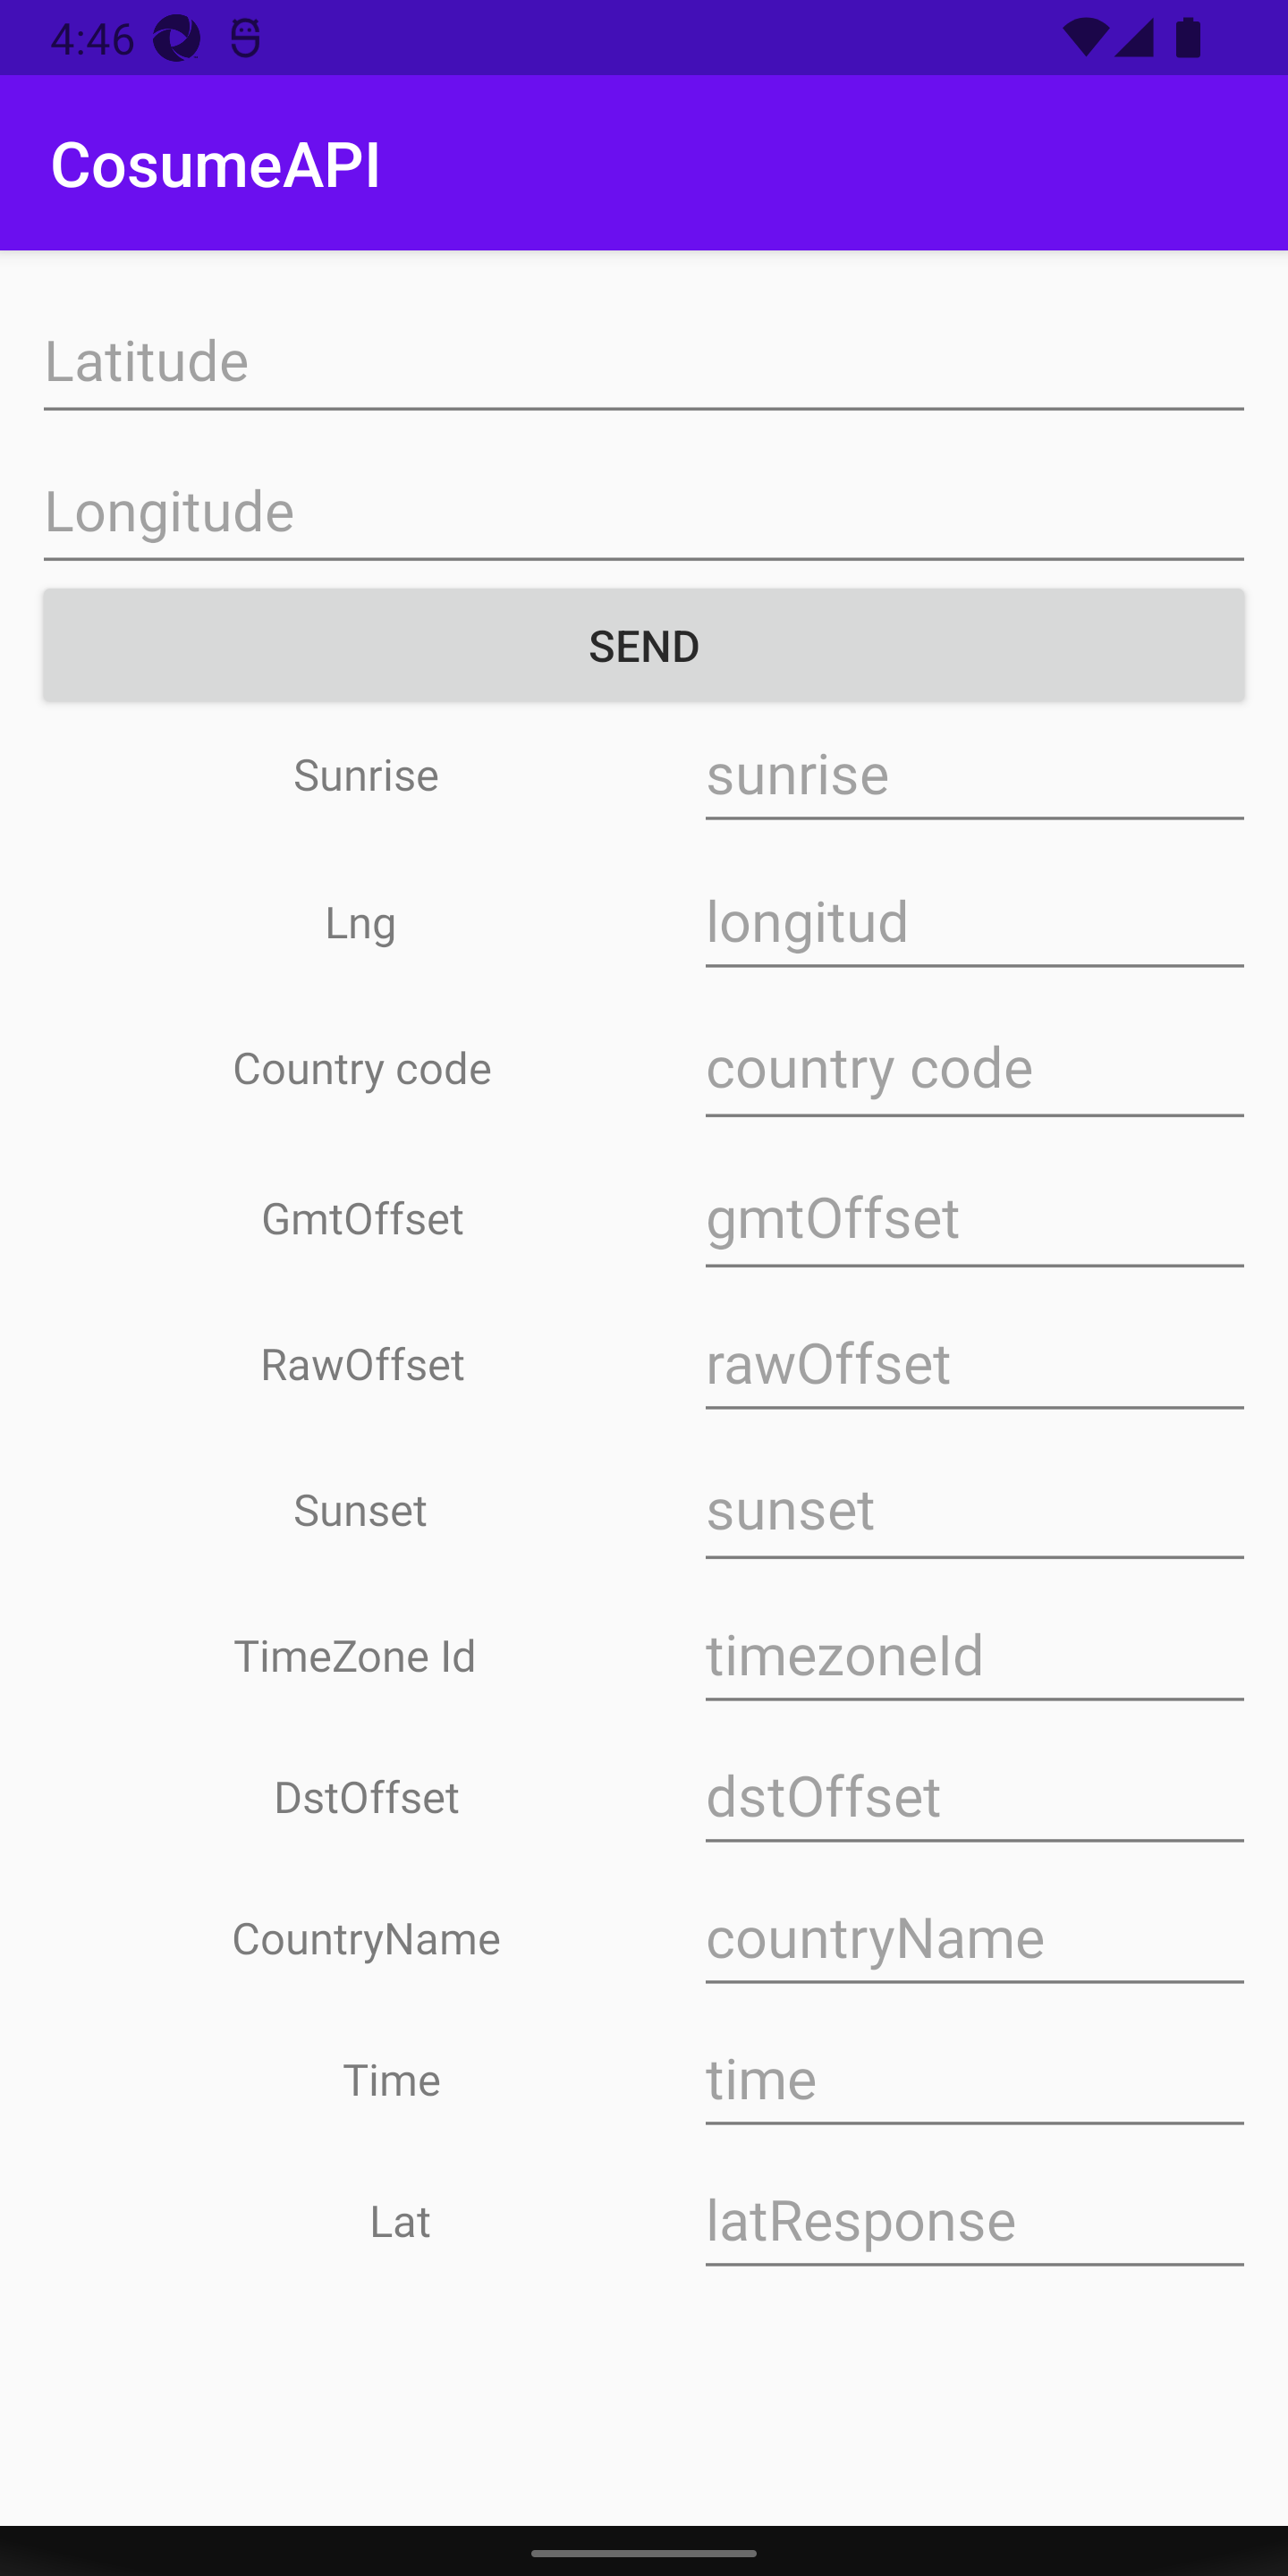 4:46
CosumeAPI
Latitude
Longitude
SEND
Sunrise sunrise
Lng longitud
Country code country code
GmtOffset gmtOffset
RawOffset rawOffset
Sunset sunset
TimeZone Id timezoneId
DstOffset dstOffset
CountryName countryName
Time time
Lat latResponse